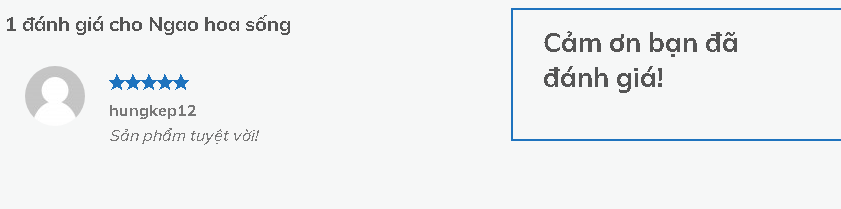 1 đánh giá cho Ngao hoa sống
hungkep12
Sản phẩm tuyệt vời!
Cảm ơn bạn đã
đánh giá!